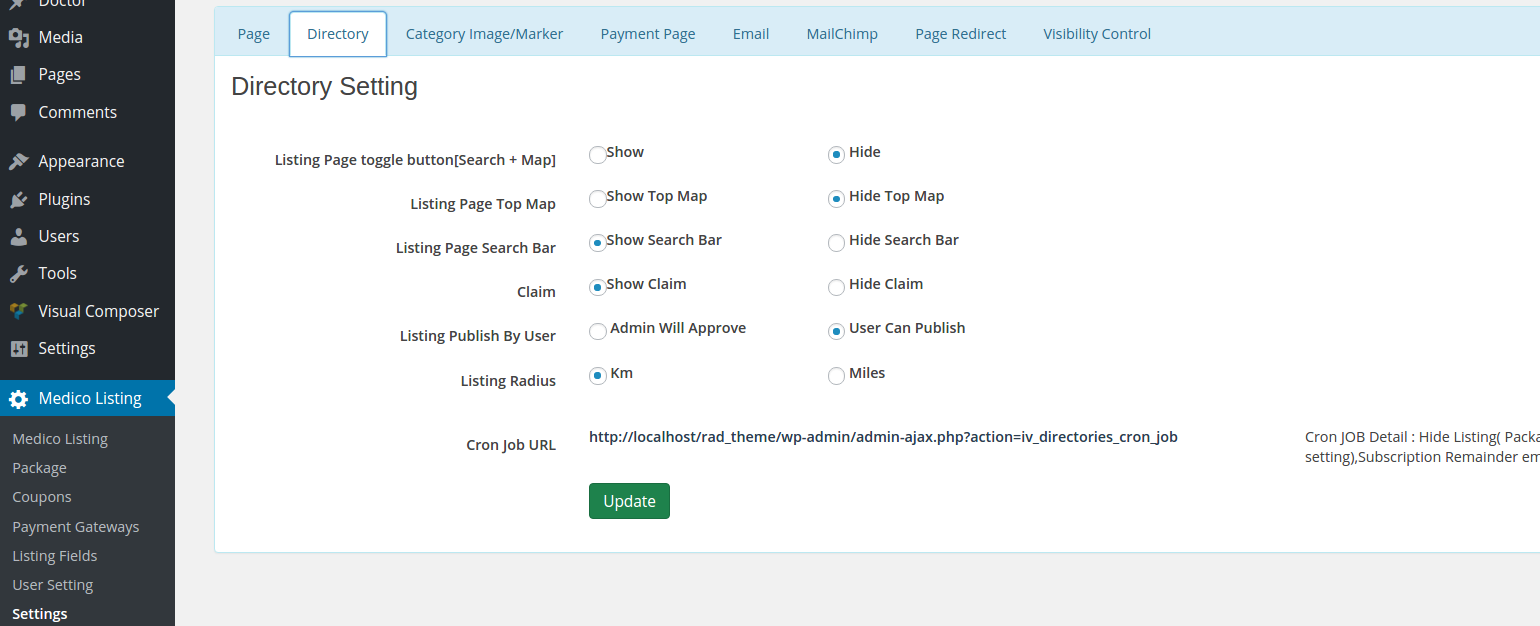 Doctor
Media
Pages
Comments
Appearance
Plugins
Users
Tools
Visual Composer
Settings
Medico Listing
Medico Listing
Package
Coupons
Payment Gateways
Listing Fields
User Setting
Settings
Page Directory Category Image/Marker Payment Page Email MailChimp Page Redirect Visibility Control
Directory Setting
Listing Page toggle button[Search + Map] Show Hide
Listing Page Top Map Show Top Map Hide Top Map
Listing Page Search Bar Show Search Bar Hide Search Bar
Claim Show Claim Hide Claim
Listing Publish By User Admin Will Approve User Can Publish
Listing Radius Km Miles
Cron Job URL http://localhost/rad_theme/wp-admin/admin-ajax.php?action=iv_directories_cron_job
Cron JOB Detail : Hide Listing(
setting),Subscription Remainder
Update